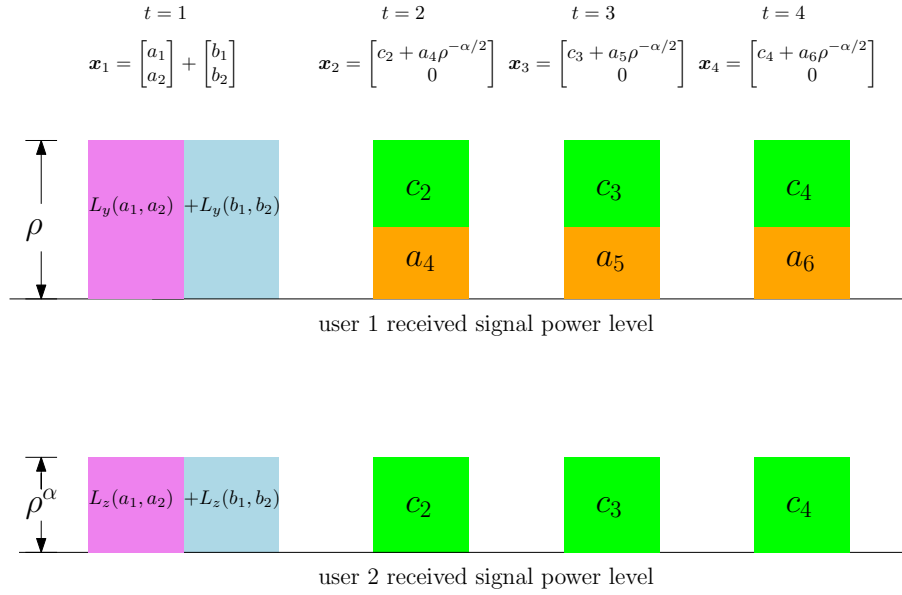 t = 1 t = 2 t = 3 t = 4
𝒙₁ = [a₁ a₂] + [b₁ b₂] 𝒙₂ = [c₂ + a₄ρ^{−α/2} 0] 𝒙₃ = [c₃ + a₅ρ^{−α/2} 0] 𝒙₄ = [c₄ + a₆ρ^{−α/2} 0]
ρ
L_y(a₁, a₂) +L_y(b₁, b₂)
c₂ c₃ c₄
a₄ a₅ a₆
user 1 received signal power level
ρ^α
L_z(a₁, a₂) +L_z(b₁, b₂)
c₂ c₃ c₄
user 2 received signal power level